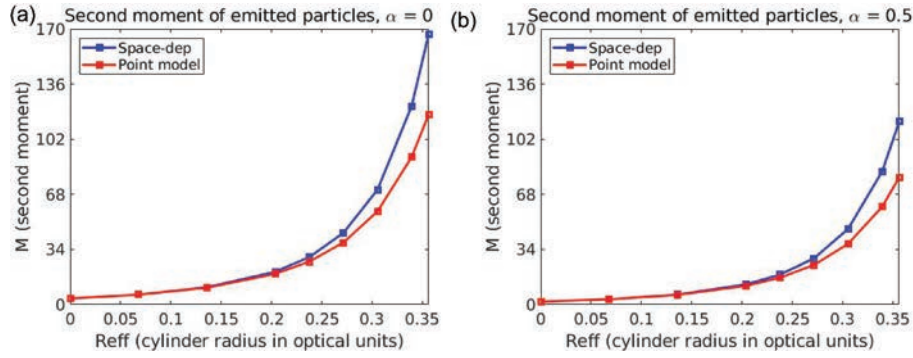 (a)
Second moment of emitted particles, α = 0
Space-dep
Point model
M (second moment)
170
136
102
68
34
0
0 0.05 0.1 0.15 0.2 0.25 0.3 0.35
Reff (cylinder radius in optical units)
(b)
Second moment of emitted particles, α = 0.5
Space-dep
Point model
M (second moment)
170
136
102
68
34
0
0 0.05 0.1 0.15 0.2 0.25 0.3 0.35
Reff (cylinder radius in optical units)